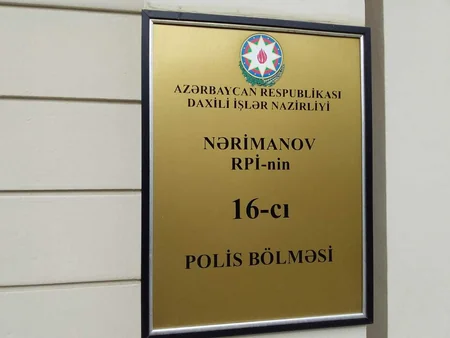 AZƏRBAYCAN RESPUBLİKASI
DAXİLİ İŞLƏR NAZİRLİYİ
NƏRİMANOV
RPİ-nin
16-cı
POLİS BÖLMƏSİ